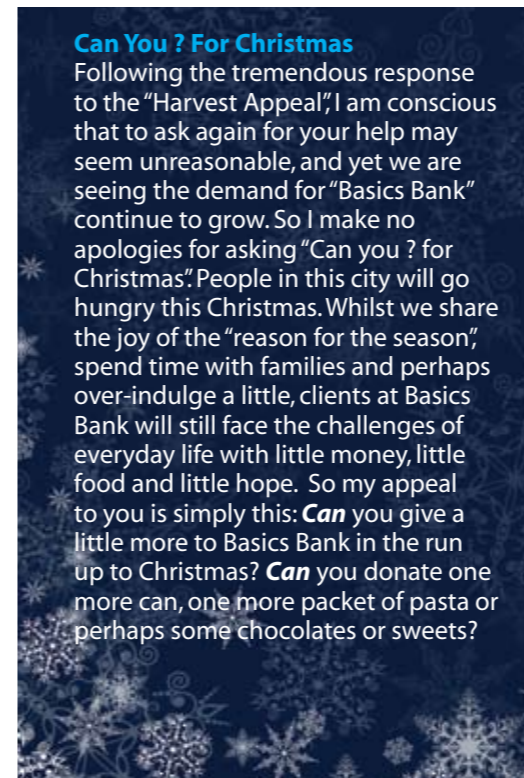 Can You ? For Christmas
Following the tremendous response
to the “Harvest Appeal”, I am conscious
that to ask again for your help may
seem unreasonable, and yet we are
seeing the demand for “Basics Bank”
continue to grow. So I make no
apologies for asking “Can you ? for
Christmas”. People in this city will go
hungry this Christmas. Whilst we share
the joy of the “reason for the season”,
spend time with families and perhaps
over-indulge a little, clients at Basics
Bank will still face the challenges of
everyday life with little money, little
food and little hope.  So my appeal
to you is simply this: Can you give a
little more to Basics Bank in the run
up to Christmas? Can you donate one
more can, one more packet of pasta or
perhaps some chocolates or sweets?